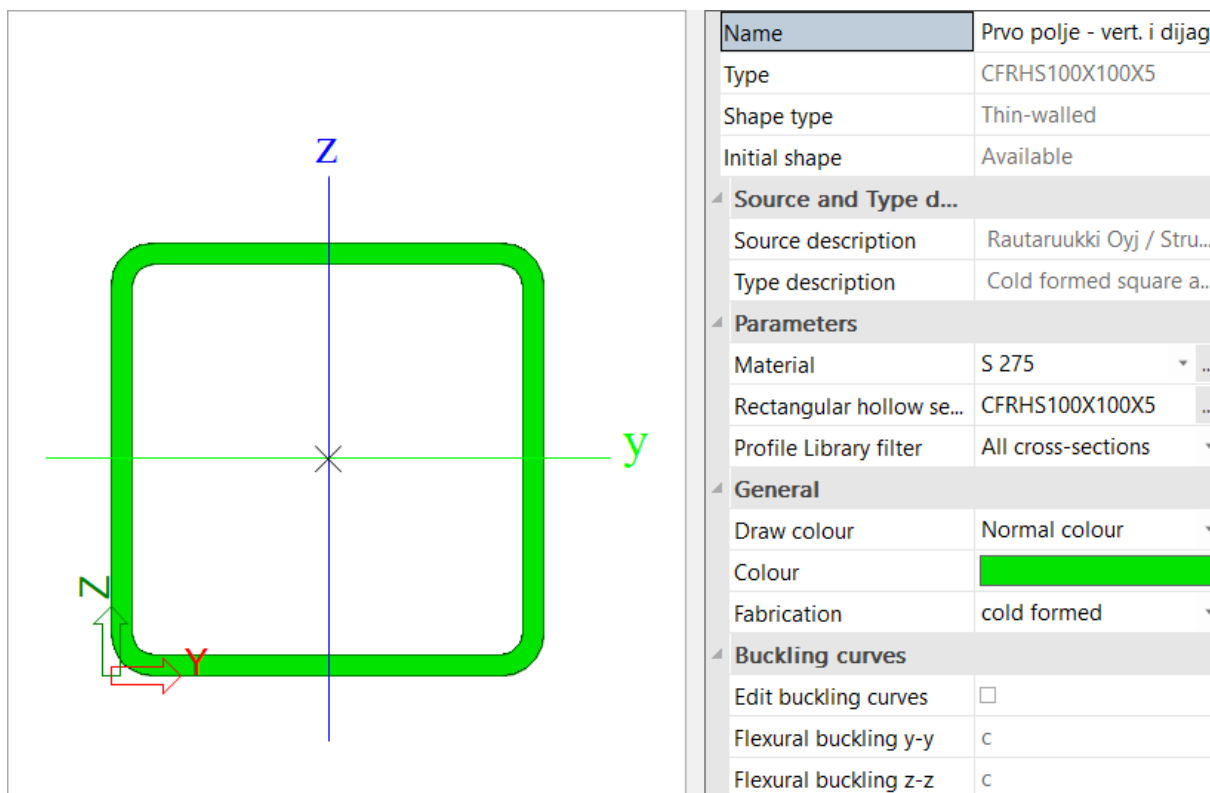 z
y
Z
Y
Name Prvo polje - vert. i dijag
Type CFRHS100X100X5
Shape type Thin-walled
Initial shape Available
Source and Type d...
Source description Rautaruukki Oyj / Stru...
Type description Cold formed square a...
Parameters
Material S 275 ..
Rectangular hollow se... CFRHS100X100X5 ..
Profile Library filter All cross-sections
General
Draw colour Normal colour
Colour
Fabrication cold formed
Buckling curves
Edit buckling curves
Flexural buckling y-y c
Flexural buckling z-z c